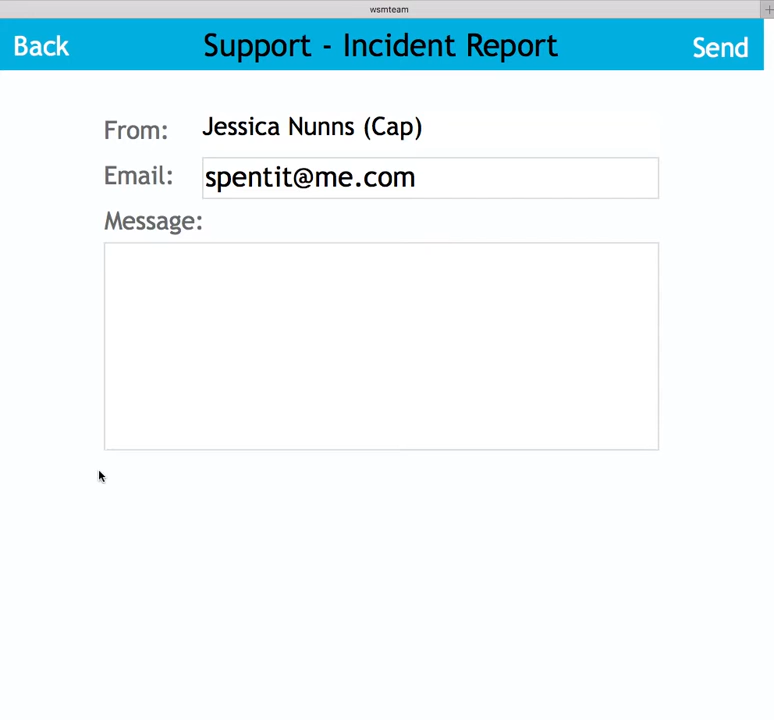 wsmteam
Back Support - Incident Report Send
From: Jessica Nunns (Cap)
Email: spentit@me.com
Message: